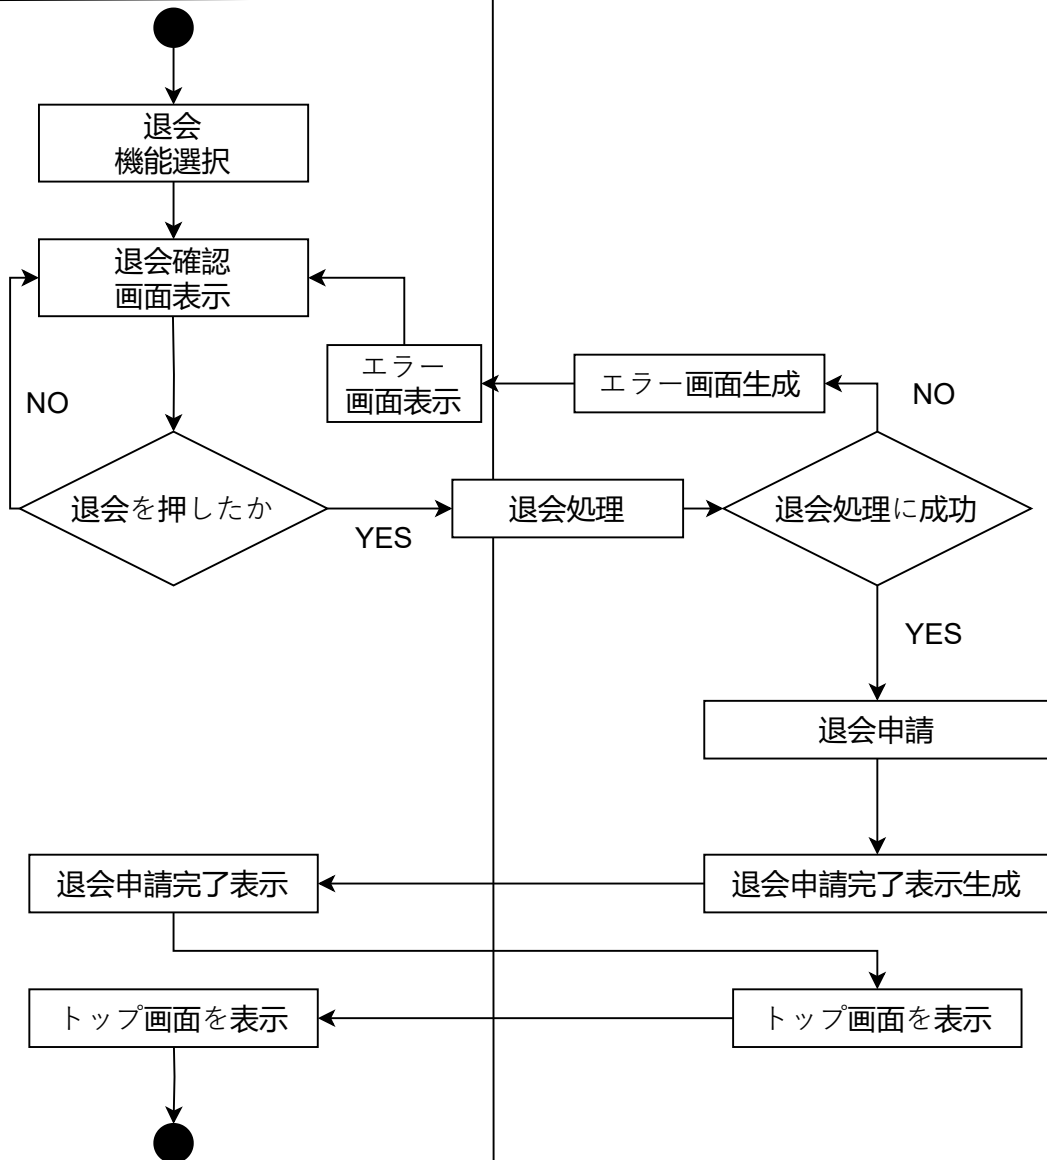 退会
機能選択
退会確認
画面表示
エラー
画面表示
エラー画面生成
NO
NO
退会を押したか
退会処理
退会処理に成功
YES
YES
退会申請
退会申請完了表示
退会申請完了表示生成
トップ画面を表示
トップ画面を表示